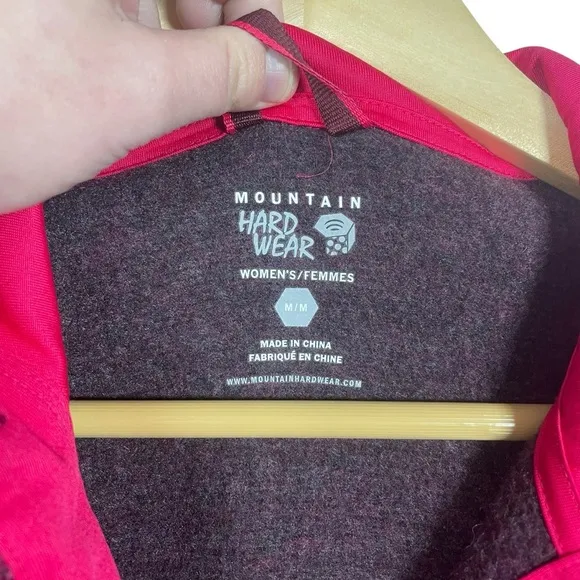 MOUNTAIN
HARD
WEAR
WOMEN'S/FEMMES
M/M
MADE IN CHINA
FABRIQUÉ EN CHINE
WWW.MOUNTAINHARDWEAR.COM